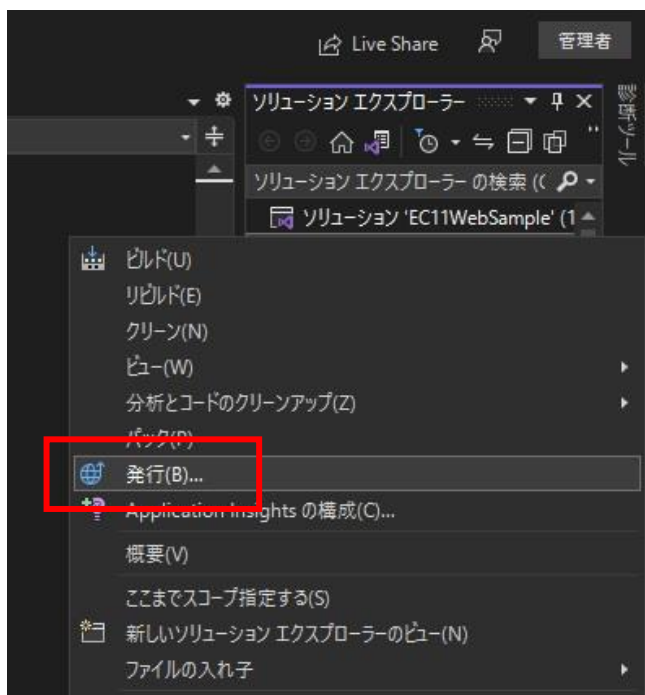 Live Share
管理者
ソリューション エクスプローラー
診断ツール
ソリューション エクスプローラー の検索 ((
ソリューション 'EC11WebSample' (1
ビルド(U)
リビルド(E)
クリーン(N)
ビュー(W)
分析とコードのクリーンアップ(Z)
パック(P)
発行(B)...
Application Insights の構成(C)...
概要(V)
ここまでスコープ指定する(S)
新しいソリューション エクスプローラーのビュー(N)
ファイルの入れ子